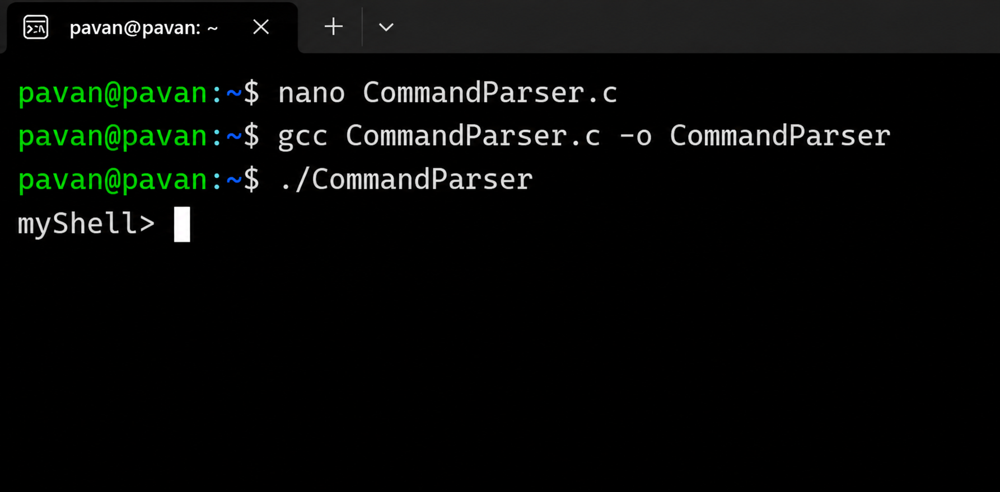 pavan@pavan: ~
pavan@pavan:~$ nano CommandParser.c
pavan@pavan:~$ gcc CommandParser.c -o CommandParser
pavan@pavan:~$ ./CommandParser
myShell>